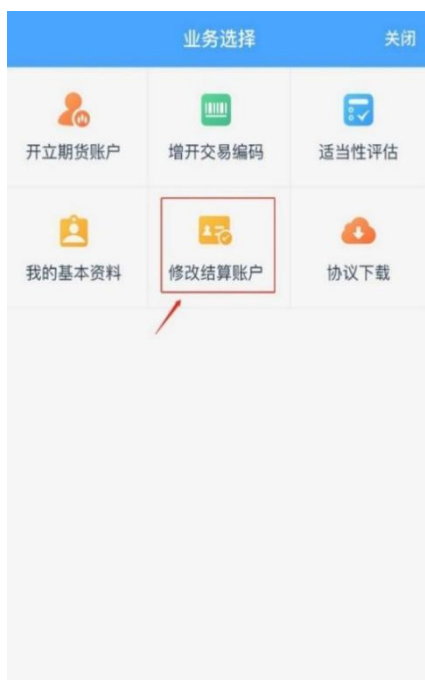 业务选择
关闭
开立期货账户
增开交易编码
适当性评估
我的基本资料
修改结算账户
协议下载